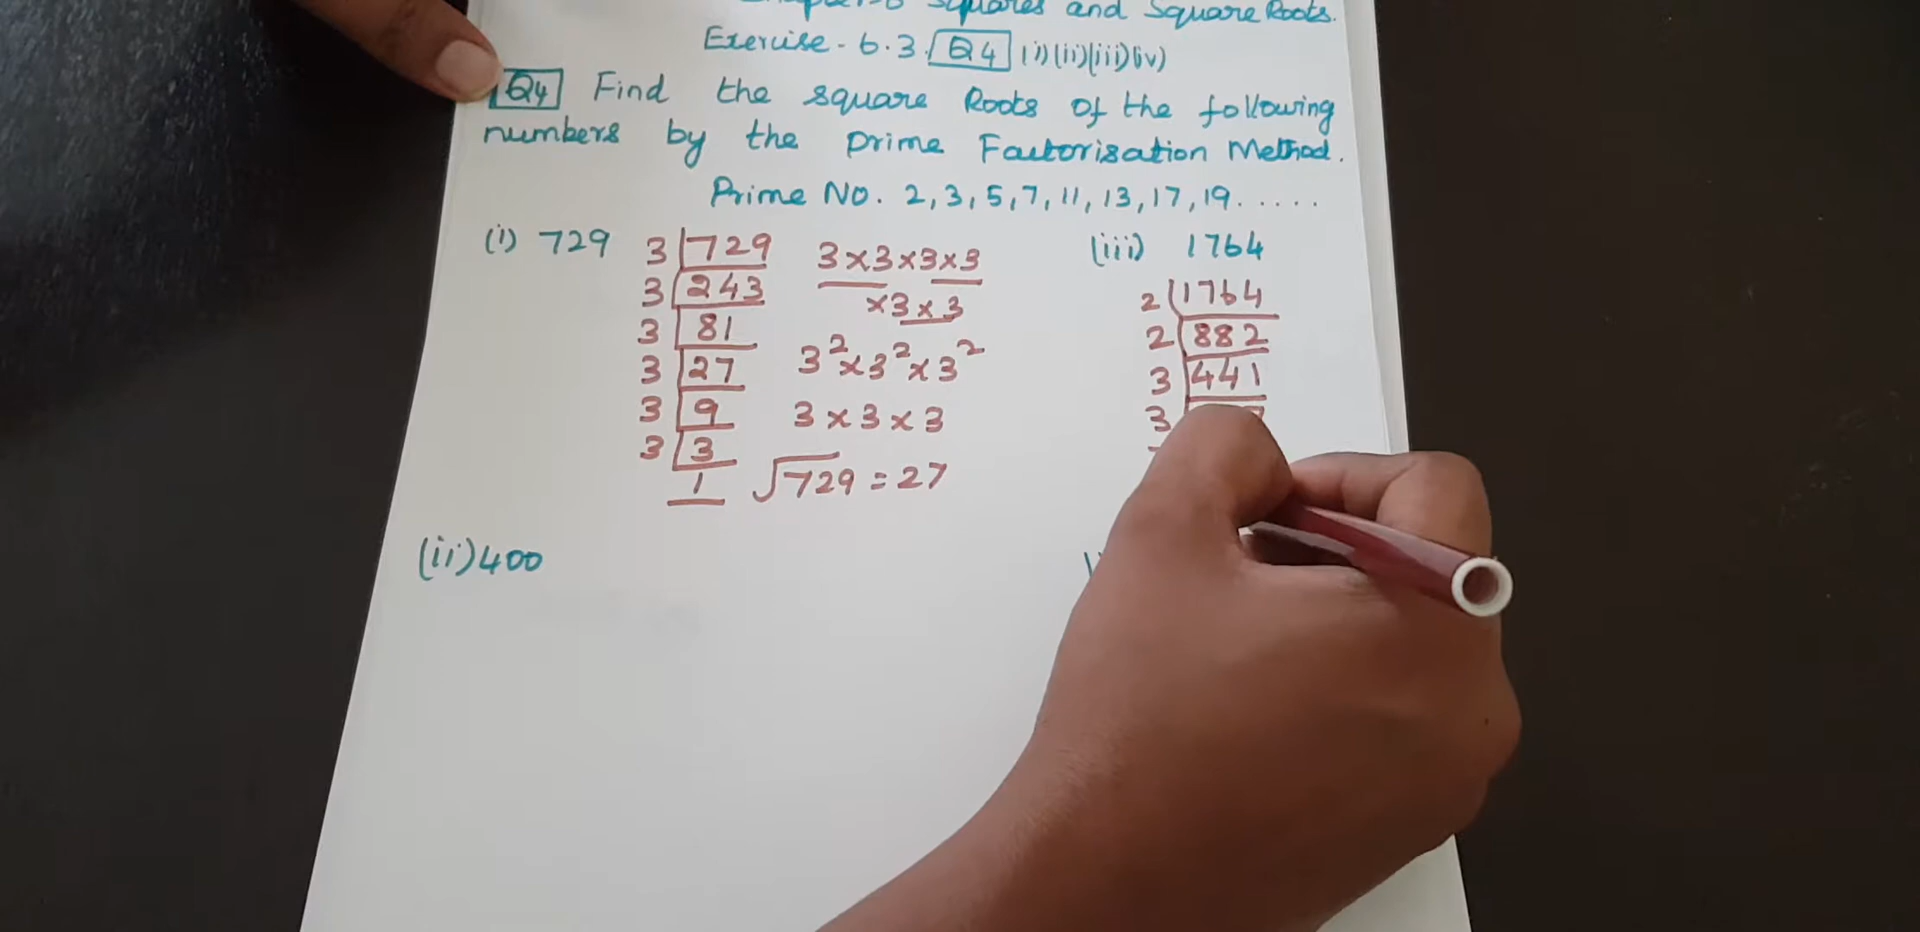 Squares and Square Roots.
Exercise - 6.3. Q4 (i)(ii)(iii)(iv)
Q4 Find the square Roots of the following
numbers by the Prime Factorisation Method.
Prime No. 2, 3, 5, 7, 11, 13, 17, 19.....
(i) 729
3 729
3 243
3 81
3 27
3 9
3 3
1
3×3×3×3
×3×3
3²×3²×3²
3×3×3
√729 = 27
(ii) 400
(iii) 1764
2 1764
2 882
3 441
3